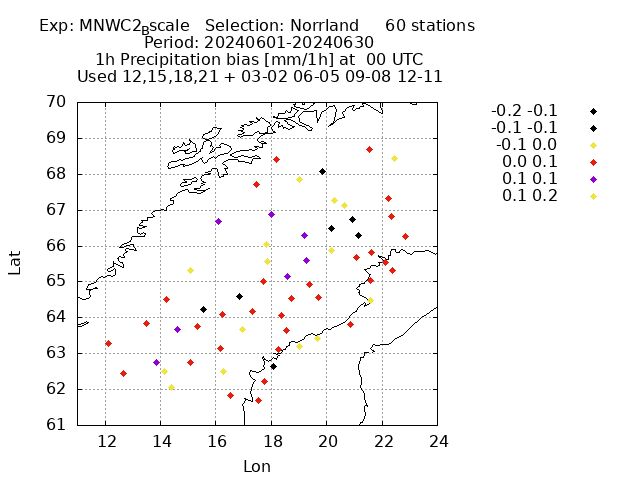 Exp: MNWC2Bscale   Selection: Norrland     60 stations
Period: 20240601-20240630
1h Precipitation bias [mm/1h] at  00 UTC
Used 12,15,18,21 + 03-02 06-05 09-08 12-11
-0.2 -0.1
-0.1 -0.1
-0.1 0.0
0.0 0.1
0.1 0.1
0.1 0.2
70
69
68
67
66
65
64
63
62
61
Lat
12 14 16 18 20 22 24
Lon